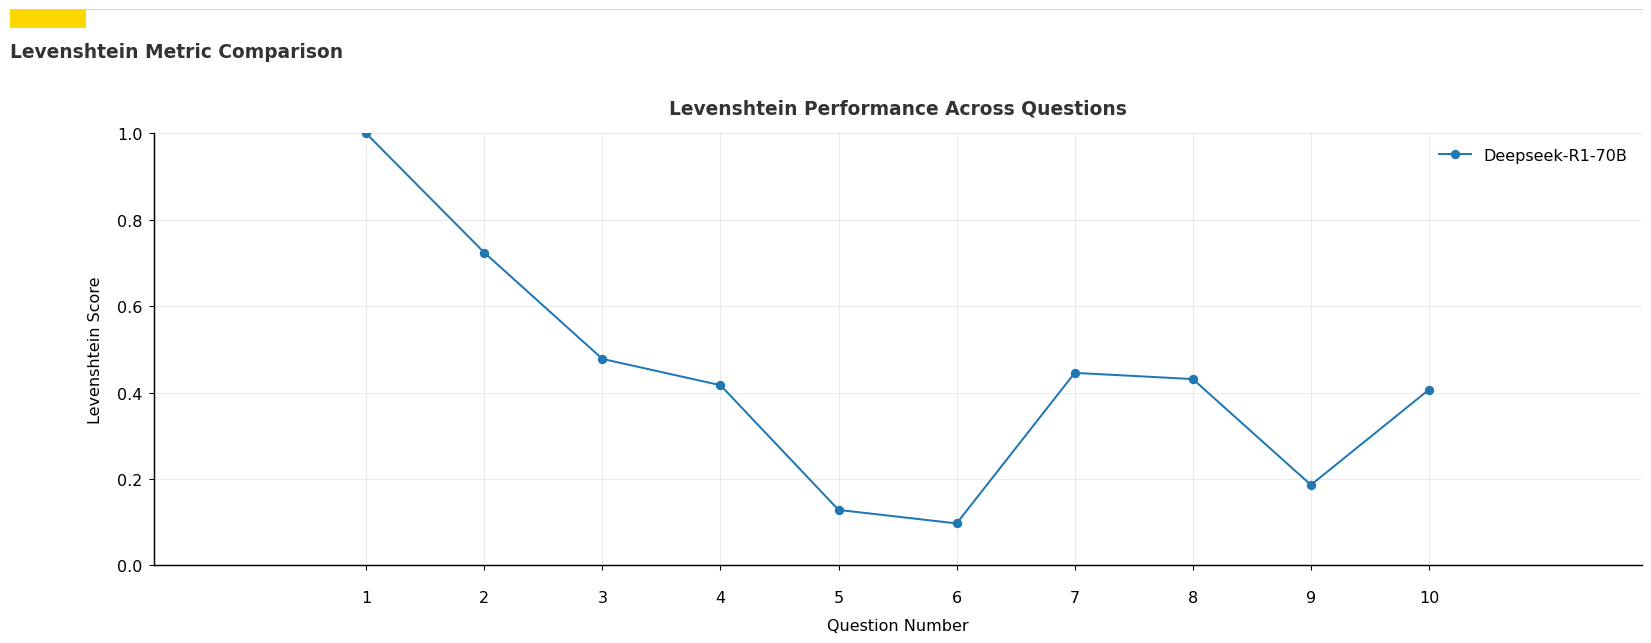 Levenshtein Metric Comparison
Levenshtein Performance Across Questions
Deepseek-R1-70B
Levenshtein Score
1.0
0.8
0.6
0.4
0.2
0.0
1 2 3 4 5 6 7 8 9 10
Question Number